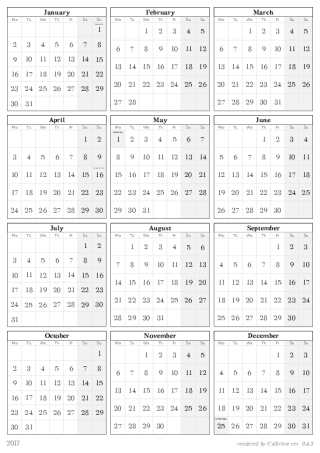 January
Mo Tu We Th Fr Sa Su
1
2 3 4 5 6 7 8
9 10 11 12 13 14 15
16 17 18 19 20 21 22
23 24 25 26 27 28 29
30 31
February
Mo Tu We Th Fr Sa Su
1 2 3 4 5
6 7 8 9 10 11 12
13 14 15 16 17 18 19
20 21 22 23 24 25 26
27 28
March
Mo Tu We Th Fr Sa Su
1 2 3 4 5
6 7 8 9 10 11 12
13 14 15 16 17 18 19
20 21 22 23 24 25 26
27 28 29 30 31
April
Mo Tu We Th Fr Sa Su
1 2
3 4 5 6 7 8 9
10 11 12 13 14 15 16
17 18 19 20 21 22 23
24 25 26 27 28 29 30
May
Mo Tu We Th Fr Sa Su
1 2 3 4 5 6 7
8 9 10 11 12 13 14
15 16 17 18 19 20 21
22 23 24 25 26 27 28
29 30 31
June
Mo Tu We Th Fr Sa Su
1 2 3 4
5 6 7 8 9 10 11
12 13 14 15 16 17 18
19 20 21 22 23 24 25
26 27 28 29 30
July
Mo Tu We Th Fr Sa Su
1 2
3 4 5 6 7 8 9
10 11 12 13 14 15 16
17 18 19 20 21 22 23
24 25 26 27 28 29 30
31
August
Mo Tu We Th Fr Sa Su
1 2 3 4 5 6
7 8 9 10 11 12 13
14 15 16 17 18 19 20
21 22 23 24 25 26 27
28 29 30 31
September
Mo Tu We Th Fr Sa Su
1 2 3
4 5 6 7 8 9 10
11 12 13 14 15 16 17
18 19 20 21 22 23 24
25 26 27 28 29 30
October
Mo Tu We Th Fr Sa Su
1
2 3 4 5 6 7 8
9 10 11 12 13 14 15
16 17 18 19 20 21 22
23 24 25 26 27 28 29
30 31
November
Mo Tu We Th Fr Sa Su
1 2 3 4 5
6 7 8 9 10 11 12
13 14 15 16 17 18 19
20 21 22 23 24 25 26
27 28 29 30
December
Mo Tu We Th Fr Sa Su
1 2 3
4 5 6 7 8 9 10
11 12 13 14 15 16 17
18 19 20 21 22 23 24
25 26 27 28 29 30 31
2017
rendered by ver. 0.4.3